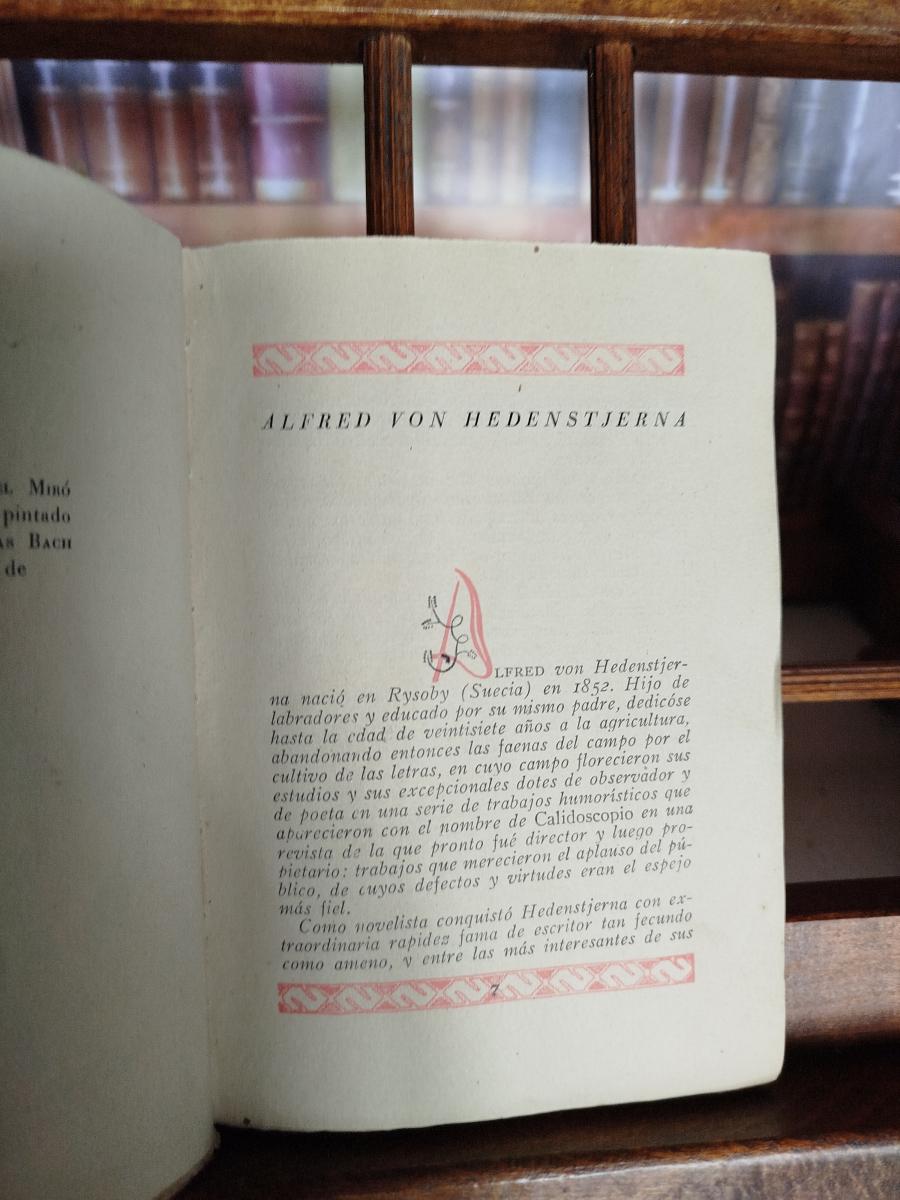 Miró
pintado
Bach
de
ALFRED VON HEDENSTJERNA
ALFRED von Hedenstjer-
na nació en Rysoby (Suecia) en 1852. Hijo de
labradores y educado por su mismo padre, dedicóse
hasta la edad de veintisiete años a la agricultura,
abandonando entonces las faenas del campo por el
cultivo de las letras, en cuyo campo florecieron sus
estudios y sus excepcionales dotes de observador y
de poeta en una serie de trabajos humorísticos que
aparecieron con el nombre de Calidoscopio en una
revista de la que pronto fué director y luego pro-
pietario: trabajos que merecieron el aplauso del pú-
blico, de cuyos defectos y virtudes eran el espejo
más fiel.
Como novelista conquistó Hedenstjerna con ex-
traordinaria rapidez fama de escritor tan fecundo
como ameno, y entre las más interesantes de sus
7